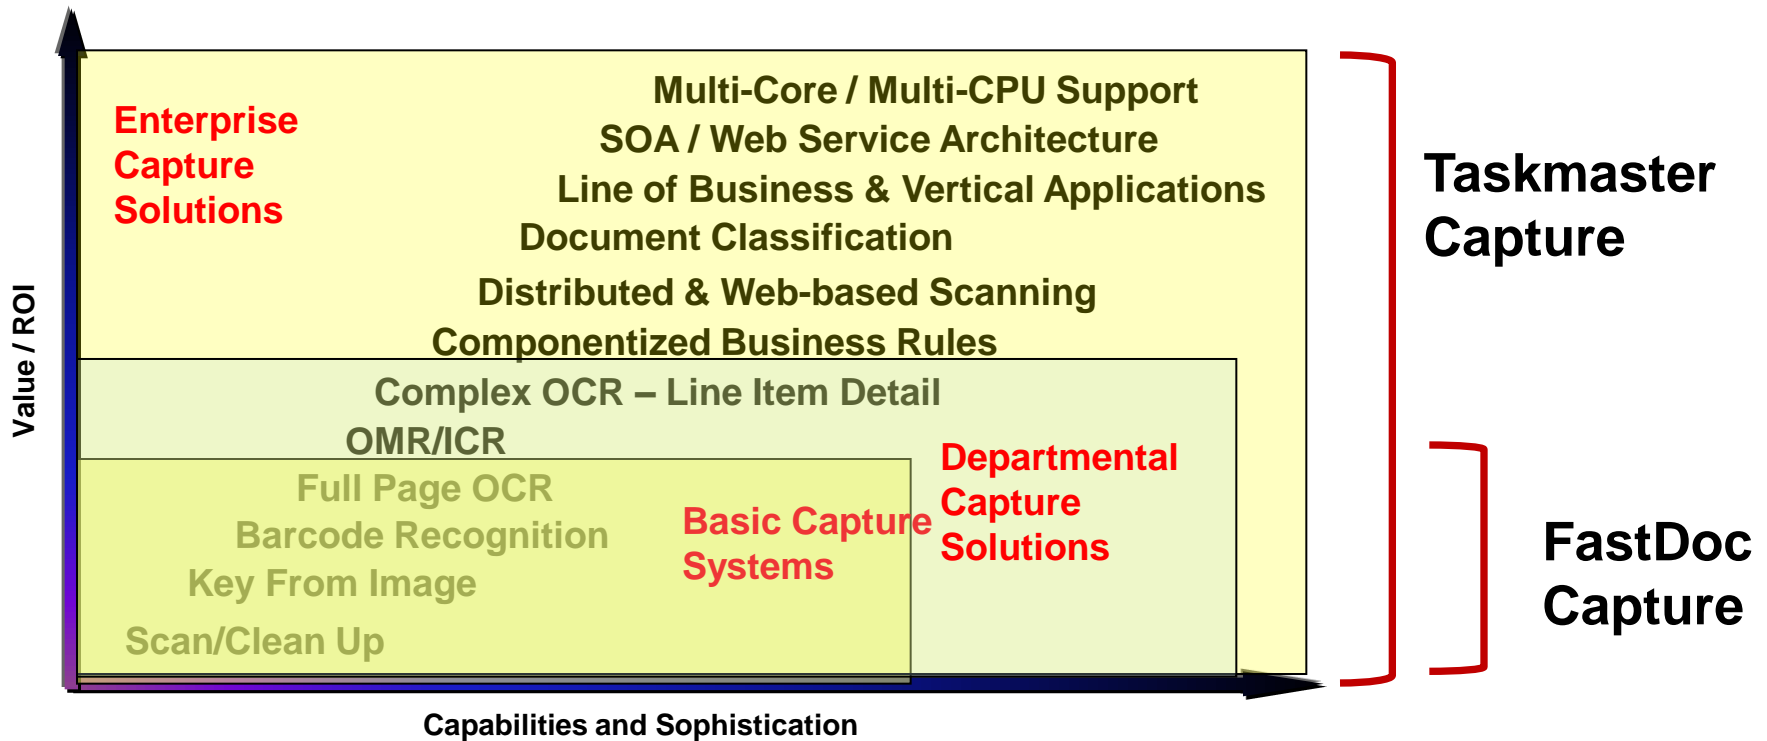 Multi-Core / Multi-CPU Support
Enterprise
Capture
Solutions
SOA / Web Service Architecture
Line of Business & Vertical Applications
Document Classification
Distributed & Web-based Scanning
Componentized Business Rules
Complex OCR – Line Item Detail
OMR/ICR
Full Page OCR
Barcode Recognition
Key From Image
Scan/Clean Up
Basic Capture
Systems
Departmental
Capture
Solutions
Taskmaster
Capture
FastDoc
Capture
Value / ROI
Capabilities and Sophistication